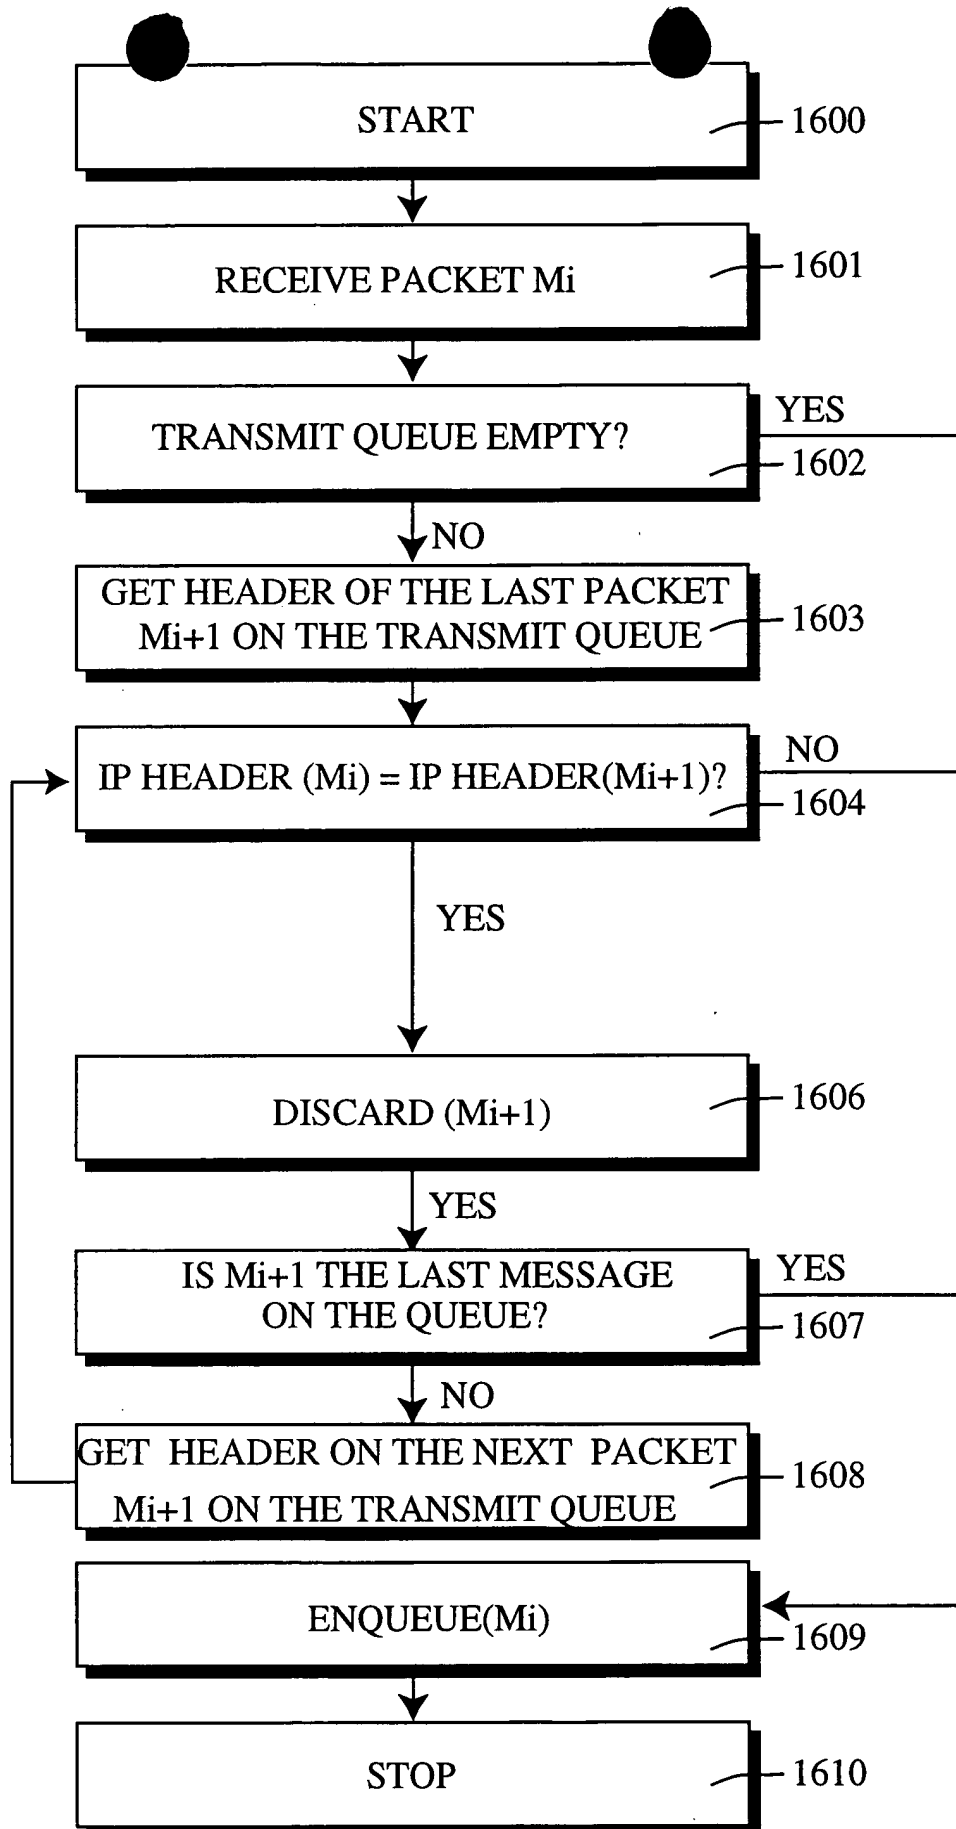 START
1600
RECEIVE PACKET Mi
1601
TRANSMIT QUEUE EMPTY?
YES
1602
NO
GET HEADER OF THE LAST PACKET
Mi+1 ON THE TRANSMIT QUEUE
1603
IP HEADER (Mi) = IP HEADER(Mi+1)?
NO
1604
YES
DISCARD (Mi+1)
1606
YES
IS Mi+1 THE LAST MESSAGE
ON THE QUEUE?
YES
1607
NO
GET HEADER ON THE NEXT PACKET
Mi+1 ON THE TRANSMIT QUEUE
1608
ENQUEUE(Mi)
1609
STOP
1610